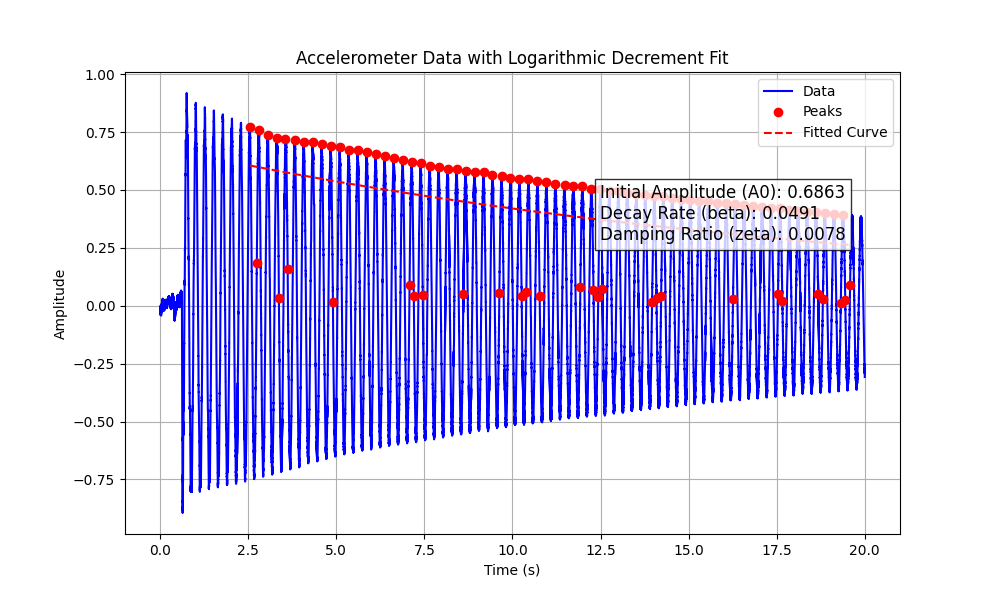 Accelerometer Data with Logarithmic Decrement Fit
1.00
0.75
0.50
0.25
0.00
−0.25
−0.50
−0.75
Amplitude
Data
Peaks
Fitted Curve
Initial Amplitude (A0): 0.6863
Decay Rate (beta): 0.0491
Damping Ratio (zeta): 0.0078
0.0 2.5 5.0 7.5 10.0 12.5 15.0 17.5 20.0
Time (s)